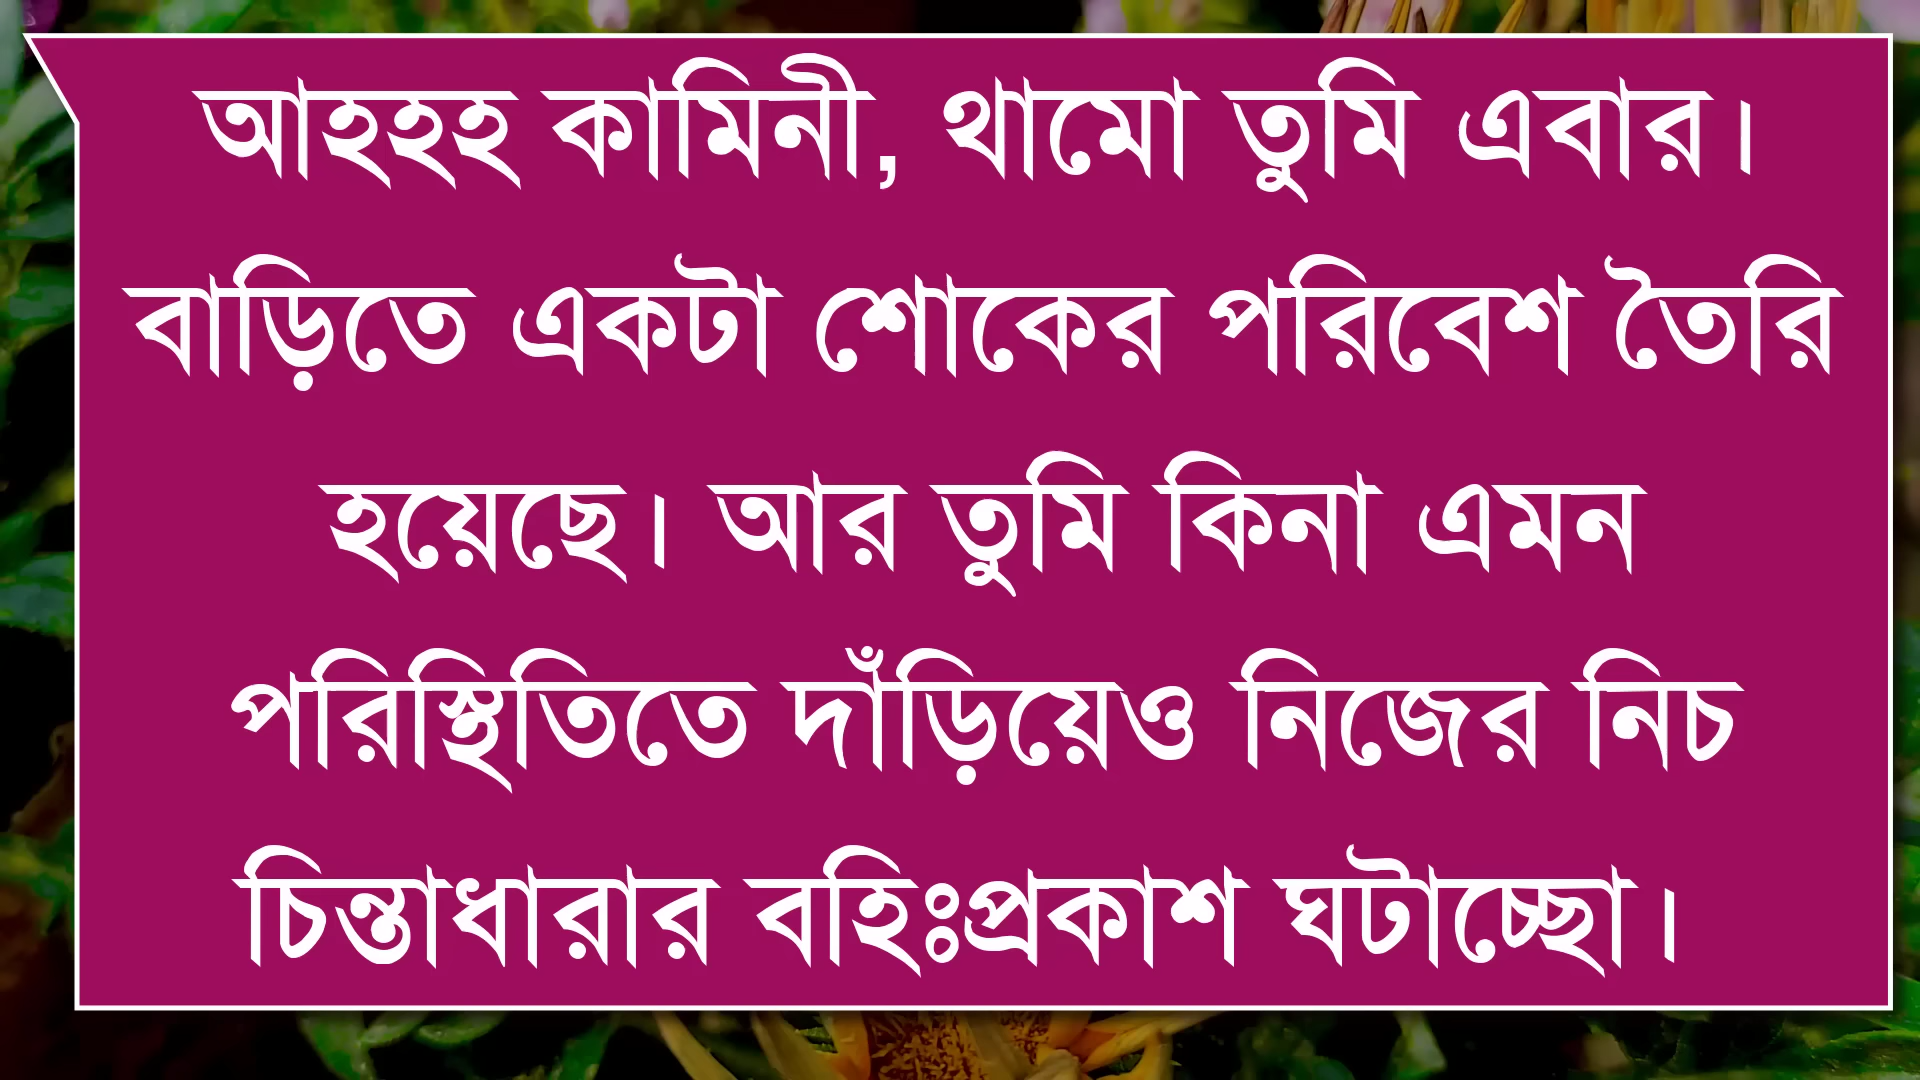 আহহহ কামিনী, থামো তুমি এবার।
বাড়িতে একটা শোকের পরিবেশ তৈরি
হয়েছে। আর তুমি কিনা এমন
পরিস্থিতিতে দাঁড়িয়েও নিজের নিচ
চিন্তাধারার বহিঃপ্রকাশ ঘটাচ্ছো।